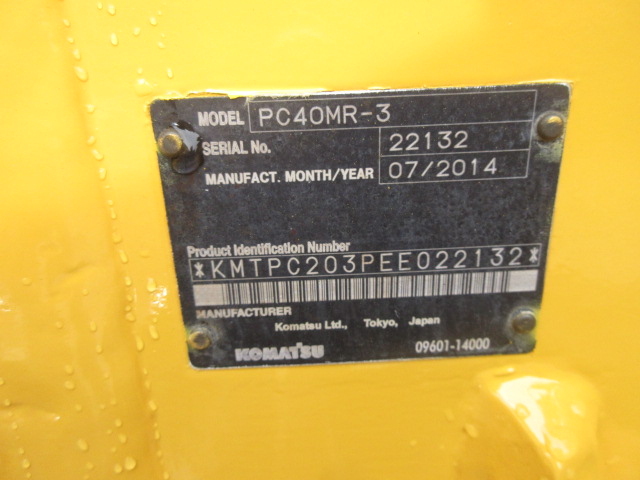 MODEL PC40MR-3
SERIAL No. 22132
MANUFACT. MONTH/YEAR 07/2014
Product Identification Number
*KMTPC203PEE022132*
MANUFACTURER
Komatsu Ltd., Tokyo, Japan
KOMATSU 09601-14000